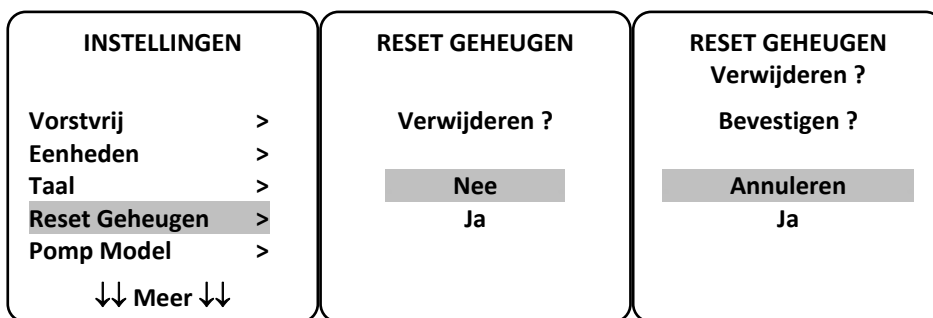 INSTELLINGEN
Vorstvrij >
Eenheden >
Taal >
Reset Geheugen >
Pomp Model >
↓↓ Meer ↓↓
RESET GEHEUGEN
Verwijderen ?
Nee
Ja
RESET GEHEUGEN
Verwijderen ?
Bevestigen ?
Annuleren
Ja